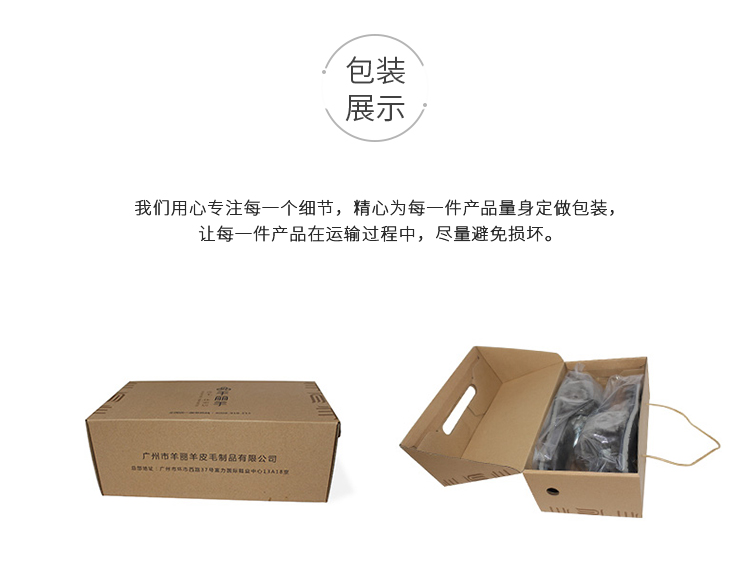 包装
展示
我们用心专注每一个细节，精心为每一件产品量身定做包装，
让每一件产品在运输过程中，尽量避免损坏。
羊丽羊
广州市羊丽羊皮毛制品有限公司